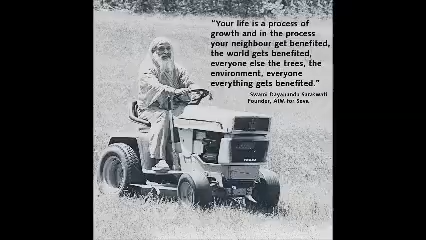 “Your life is a process of
growth and in the process
your neighbour get benefited,
the world gets benefited,
everyone else the trees, the
environment, everyone
everything gets benefited.”
Swami Dayananda Saraswati
Founder, AIM for Seva.